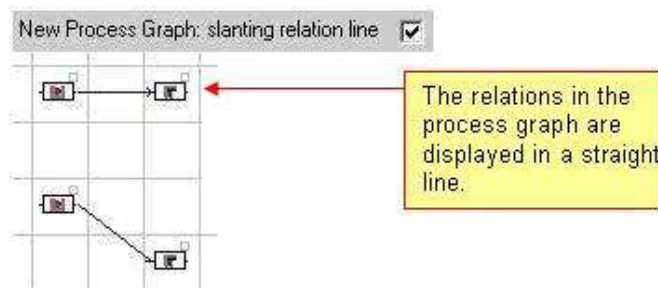 New Process Graph: slanting relation line
The relations in the
process graph are
displayed in a straight
line.